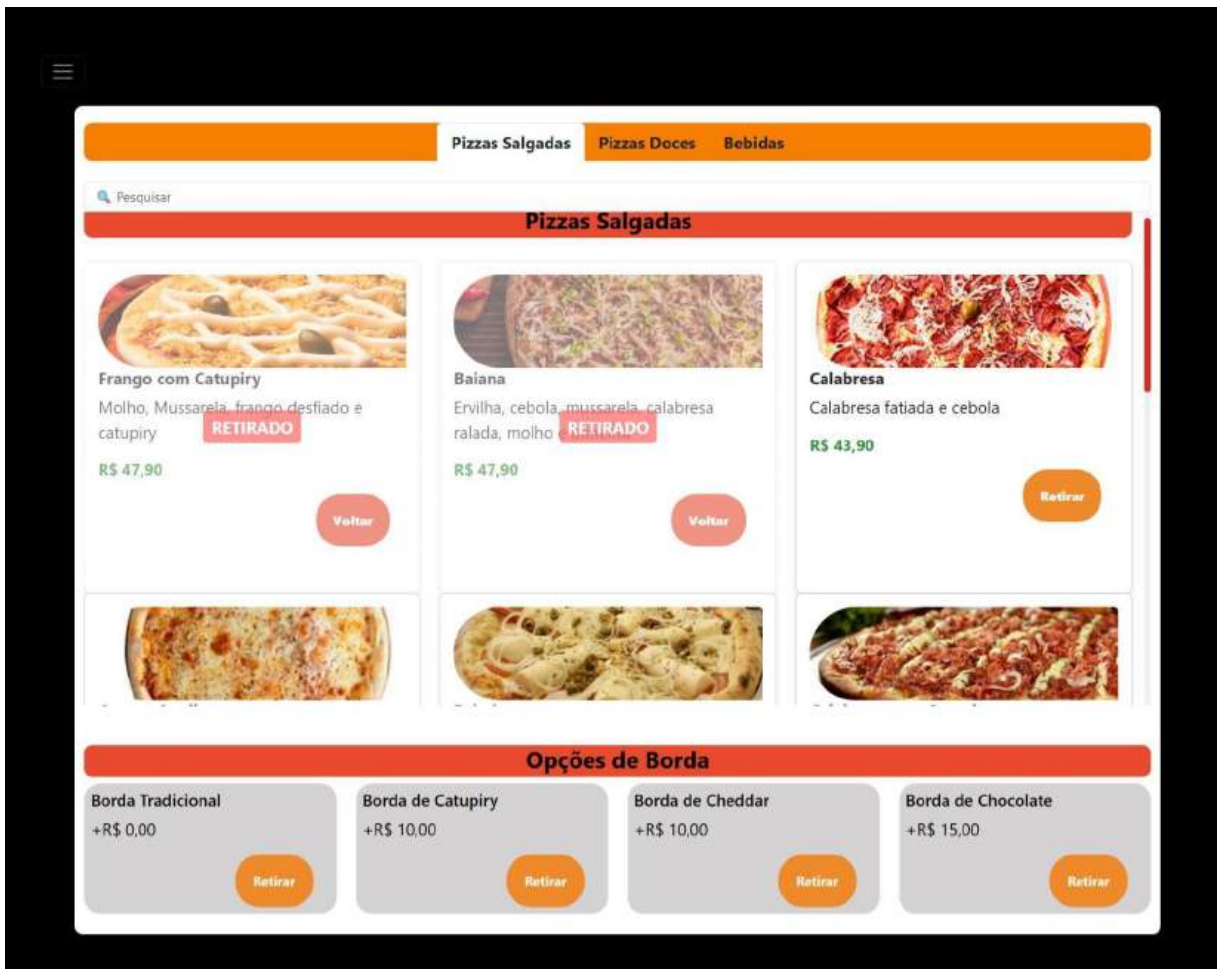 Pizzas Salgadas Pizzas Doces Bebidas
Pesquisar
Pizzas Salgadas
Frango com Catupiry
Molho, Mussarela, frango desfiado e
catupiry
RETIRADO
R$ 47,90
Voltar
Baiana
Ervilha, cebola, mussarela, calabresa
ralada, molho e
RETIRADO
R$ 47,90
Voltar
Calabresa
Calabresa fatiada e cebola
R$ 43,90
Retirar
Opções de Borda
Borda Tradicional
+R$ 0,00
Retirar
Borda de Catupiry
+R$ 10,00
Retirar
Borda de Cheddar
+R$ 10,00
Retirar
Borda de Chocolate
+R$ 15,00
Retirar